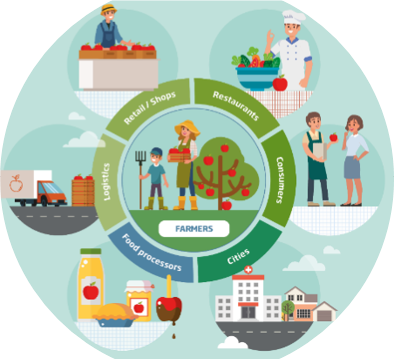 Retail / Shops
Restaurants
Consumers
Cities
Food processors
Logistics
FARMERS